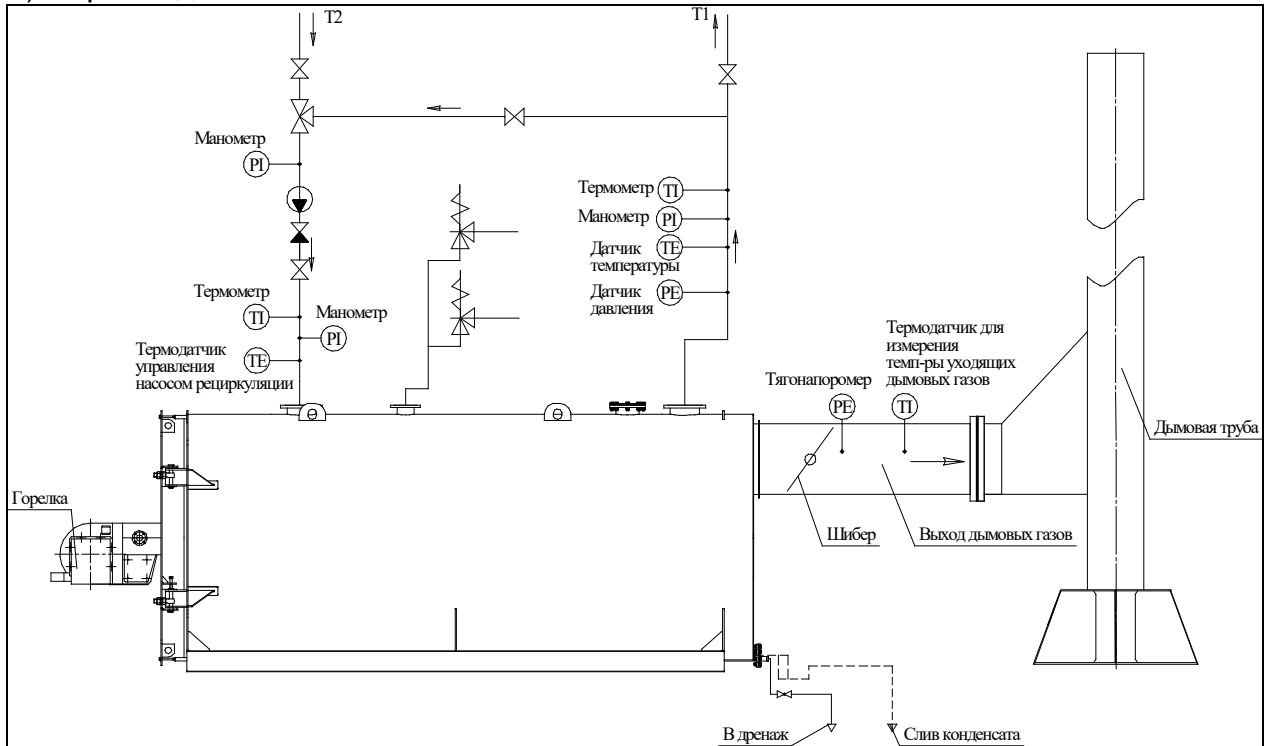 Т2
Т1
Манометр
PI
Термометр
TI
Манометр
PI
Датчик
температуры
TE
Датчик
давления
PE
Термометр
TI
Манометр
PI
Термодатчик
управления
насосом рециркуляции
TE
Термодатчик для
измерения
темп-ры уходящих
дымовых газов
TI
Тягонапоромер
PE
Дымовая труба
Горелка
Шибер
Выход дымовых газов
В дренаж
Слив конденсата